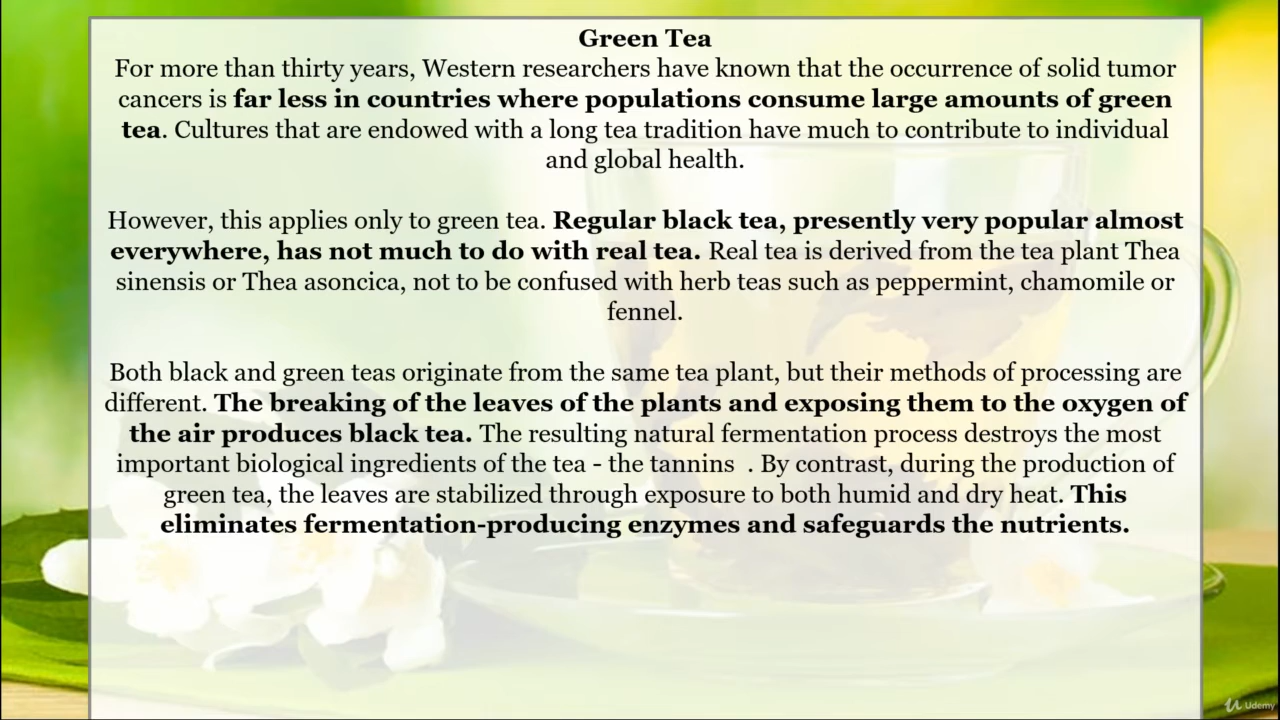 Green Tea
For more than thirty years, Western researchers have known that the occurrence of solid tumor
cancers is far less in countries where populations consume large amounts of green
tea. Cultures that are endowed with a long tea tradition have much to contribute to individual
and global health.
However, this applies only to green tea. Regular black tea, presently very popular almost
everywhere, has not much to do with real tea. Real tea is derived from the tea plant Thea
sinensis or Thea asoncica, not to be confused with herb teas such as peppermint, chamomile or
fennel.
Both black and green teas originate from the same tea plant, but their methods of processing are
different. The breaking of the leaves of the plants and exposing them to the oxygen of
the air produces black tea. The resulting natural fermentation process destroys the most
important biological ingredients of the tea - the tannins  . By contrast, during the production of
green tea, the leaves are stabilized through exposure to both humid and dry heat. This
eliminates fermentation-producing enzymes and safeguards the nutrients.
Udemy